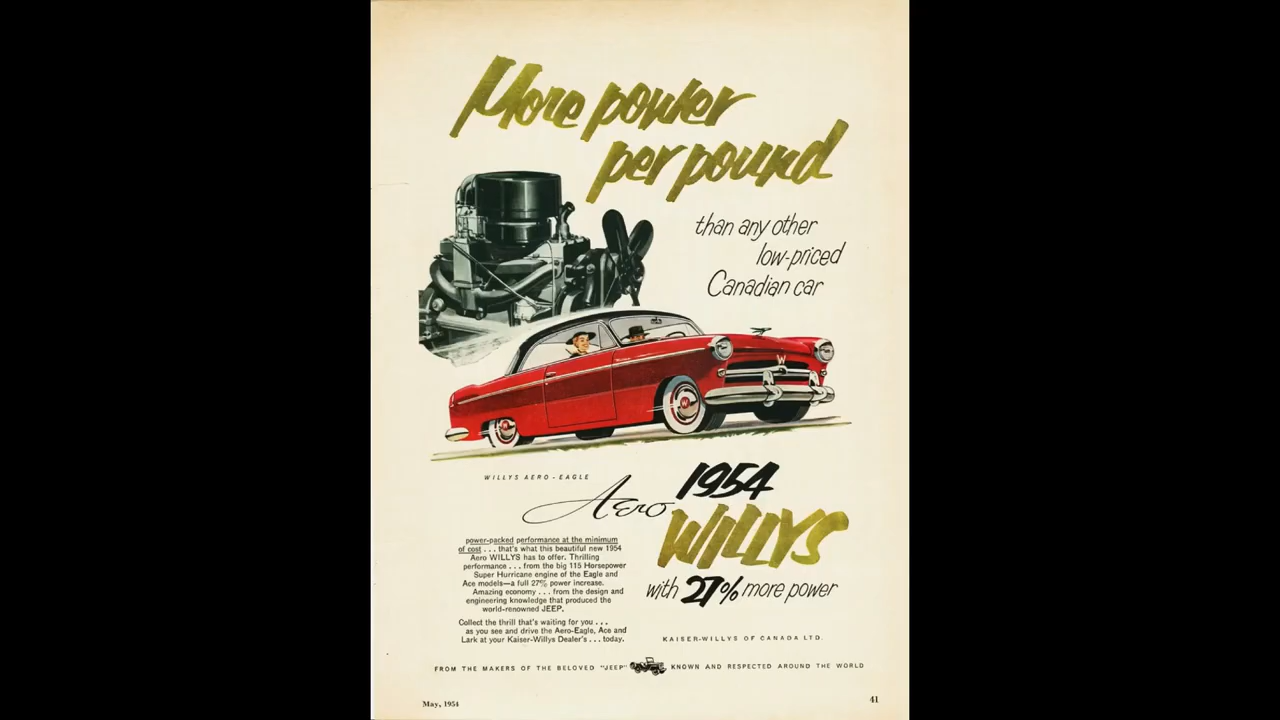 More power
per pound
than any other
low-priced
Canadian car
WILLYS AERO-EAGLE
Aero 1954
WILLYS
with 27% more power
power-packed performance at the minimum
of cost . . . that's what this beautiful new 1954
Aero WILLYS has to offer. Thrilling
performance . . . from the big 115 Horsepower
Super Hurricane engine of the Eagle and
Ace models—a full 27% power increase.
Amazing economy . . . from the design and
engineering knowledge that produced the
world-renowned JEEP.
Collect the thrill that's waiting for you . . .
as you see and drive the Aero-Eagle, Ace and
Lark at your Kaiser-Willys Dealer's . . . today.
KAISER-WILLYS OF CANADA LTD.
FROM THE MAKERS OF THE BELOVED "JEEP" KNOWN AND RESPECTED AROUND THE WORLD
May, 1954
41